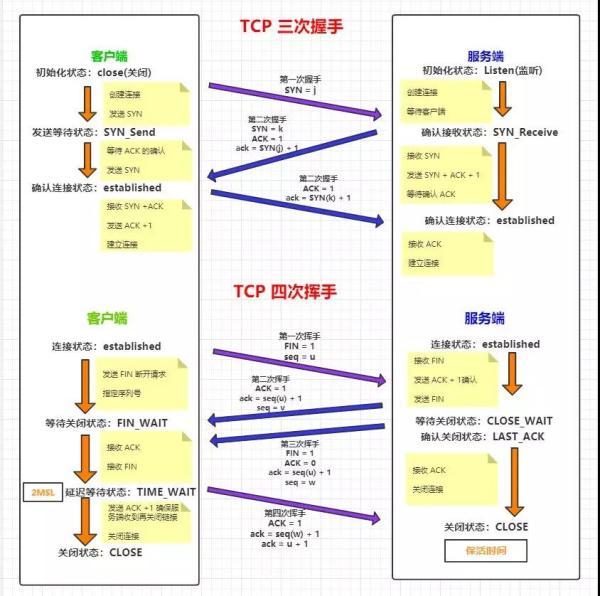 TCP 三次握手
客户端
初始化状态：close(关闭)
创建连接
发送 SYN
发送等待状态：SYN_Send
等待 ACK 的确认
发送 SYN
确认连接状态：established
接收 SYN +ACK
发送 ACK +1
建立连接
第一次握手
SYN = j
第二次握手
SYN = k
ACK = 1
ack = SYN(j) + 1
第二次握手
ACK = 1
ack = SYN(k) + 1
服务端
初始化状态：Listen(监听)
创建连接
等待客户端
确认接收状态：SYN_Receive
接收 SYN
发送 SYN + ACK + 1
等待确认 ACK
确认连接状态：established
接收 ACK
建立连接
TCP 四次挥手
客户端
连接状态：established
发送 FIN 断开请求
指定序列号
等待关闭状态：FIN_WAIT
接收 ACK
接收 FIN
2MSL
延迟等待状态：TIME_WAIT
发送 ACK +1 确保服
务端收到再关闭链接
关闭连接
关闭状态：CLOSE
第一次挥手
FIN = 1
seq = u
第二次挥手
ACK = 1
ack = seq(u) + 1
seq = v
第三次挥手
FIN = 1
ACK = 0
ack = seq(u) + 1
seq = w
第四次挥手
ACK = 1
ack = seq(w) + 1
ack = u + 1
服务端
连接状态：established
接收 FIN
发送 ACK + 1确认
发送 FIN
等待关闭状态：CLOSE_WAIT
确认关闭状态：LAST_ACK
接收 ACK
关闭连接
关闭状态：CLOSE
保活时间